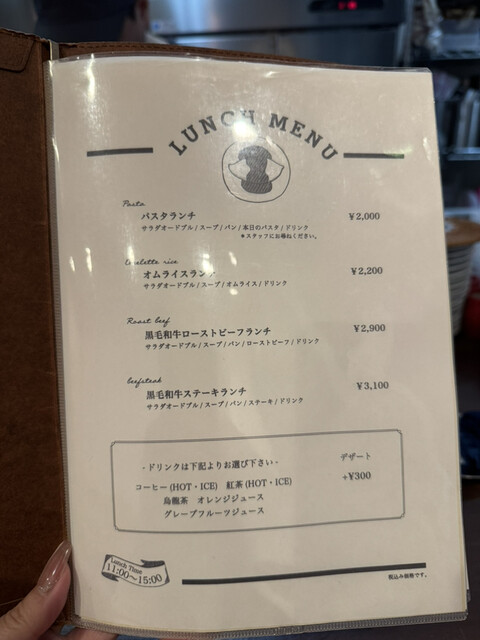 LUNCH MENU
Pasta
パスタランチ ¥2,000
サラダオードブル / スープ / パン / 本日のパスタ / ドリンク
＊スタッフにお尋ねください。
Omelette rice
オムライスランチ ¥2,200
サラダオードブル / スープ / オムライス / ドリンク
Roast beef
黒毛和牛ローストビーフランチ ¥2,900
サラダオードブル / スープ / パン / ローストビーフ / ドリンク
beefsteak
黒毛和牛ステーキランチ ¥3,100
サラダオードブル / スープ / パン / ステーキ / ドリンク
- ドリンクは下記よりお選び下さい - デザート
コーヒー (HOT・ICE) 紅茶 (HOT・ICE) +¥300
烏龍茶 オレンジジュース
グレープフルーツジュース
Lunch Time
11:00〜15:00
税込み価格です。